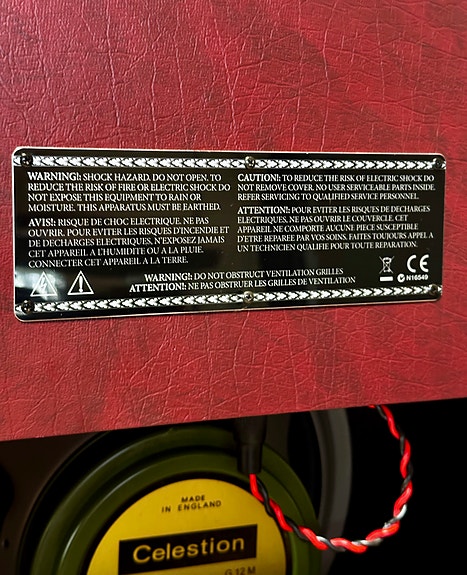 WARNING!: SHOCK HAZARD. DO NOT OPEN. TO
REDUCE THE RISK OF FIRE OR ELECTRIC SHOCK DO
NOT EXPOSE THIS EQUIPMENT TO RAIN OR
MOISTURE. THIS APPARATUS MUST BE EARTHED.
AVIS!: RISQUE DE CHOC ELECTRIQUE. NE PAS
OUVRIR. POUR EVITER LES RISQUES D'INCENDIE ET
DE DECHARGES ELECTRIQUES, N'EXPOSEZ JAMAIS
CET APPAREIL A L'HUMIDITE OU A LA PLUIE.
CONNECTER CET APPAREIL A LA TERRE.
CAUTION!: TO REDUCE THE RISK OF ELECTRIC SHOCK DO
NOT REMOVE COVER. NO USER SERVICEABLE PARTS INSIDE.
REFER SERVICING TO QUALIFIED SERVICE PERSONNEL.
ATTENTION: POUR EVITER LES RISQUES DE DECHARGES
ELECTRIQUES, NE PAS OUVRIR LE COUVERCLE. CET
APPAREIL NE COMPORTE AUCUNE PIECE SUSCEPTIBLE
D'ETRE REPAREE PAR VOS SOINS. FAITES TOUJOURS APPEL A
UN TECHNICIEN QUALIFIE POUR TOUTE REPARATION.
WARNING!: DO NOT OBSTRUCT VENTILATION GRILLES
ATTENTION!: NE PAS OBSTRUER LES GRILLES DE VENTILATION
CE
N16549
MADE
IN ENGLAND
Celestion
G12M